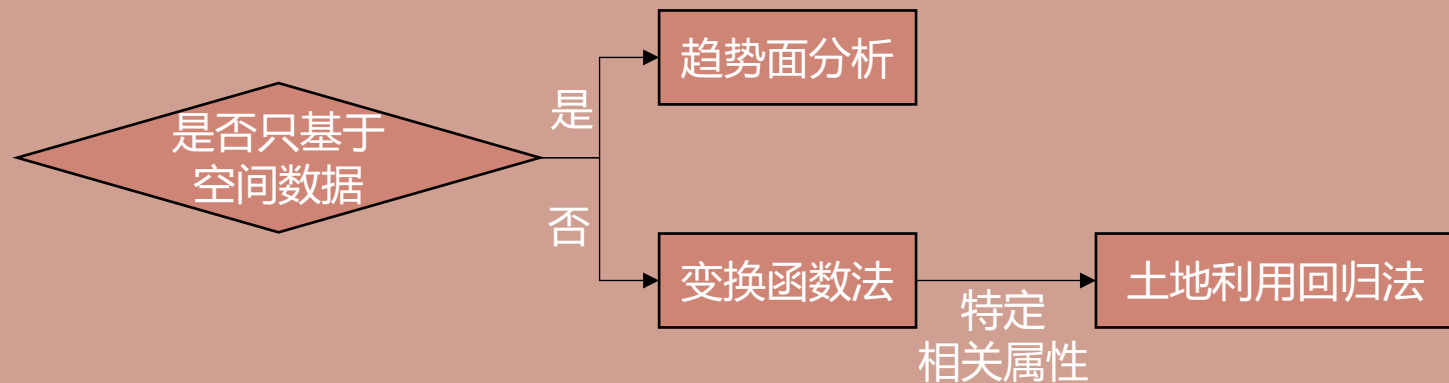 趋势面分析
是
是否只基于
空间数据
否
变换函数法
特定
相关属性
土地利用回归法